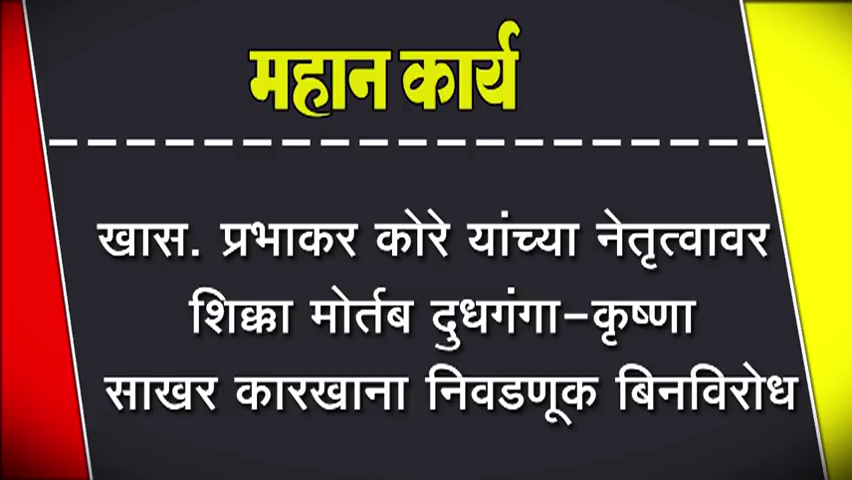 महान कार्य
खास. प्रभाकर कोरे यांच्या नेतृत्वावर
शिक्का मोर्तब दुधगंगा-कृष्णा
साखर कारखाना निवडणूक बिनविरोध